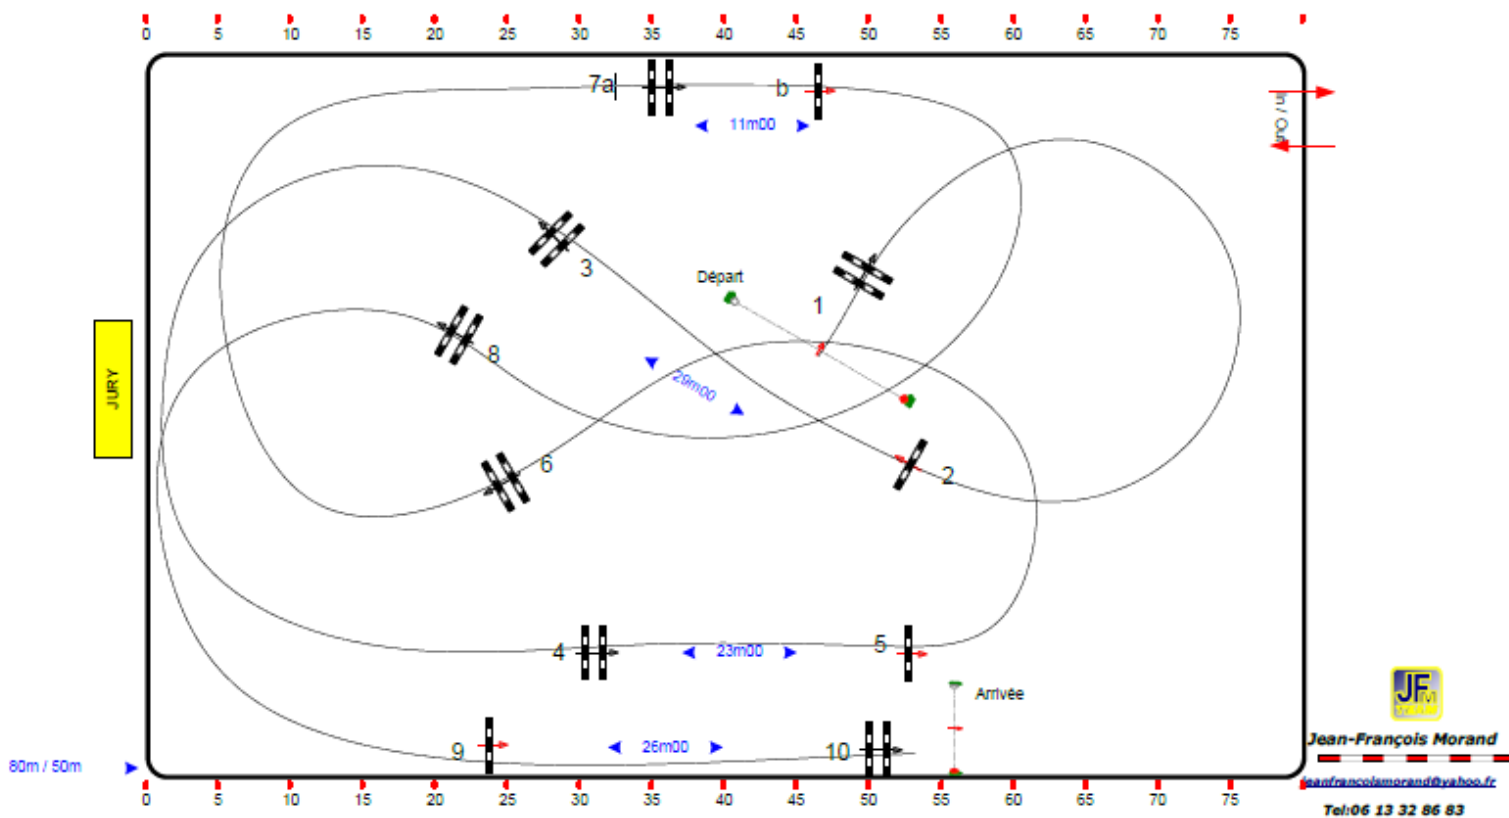 0 5 10 15 20 25 30 35 40 45 50 55 60 65 70 75
7a
b
In / Out
11m00
3
Départ
1
8
29m00
JURY
6
2
4
23m00
5
Arrivée
9
26m00
10
80m / 50m
0 5 10 15 20 25 30 35 40 45 50 55 60 65 70 75
JFM
Jean-François Morand
jeanfrancoismorand@yahoo.fr
Tel:06 13 32 86 83